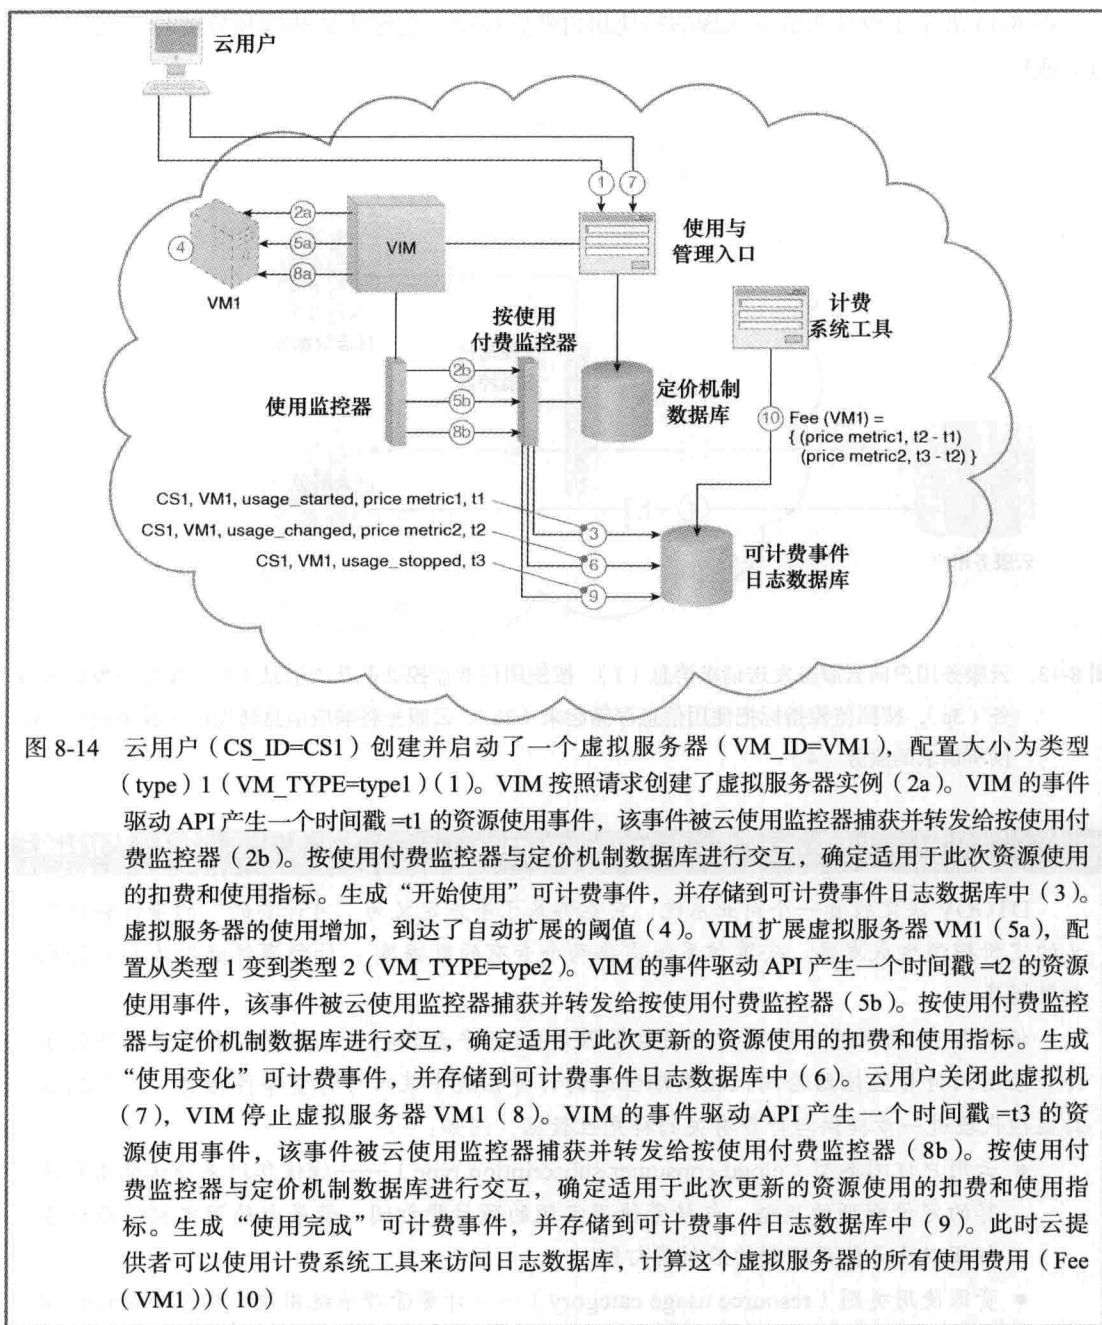 云用户
1
7
2a
5a
8a
4
VIM
VM1
使用与
管理入口
计费
系统工具
按使用
付费监控器
2b
5b
8b
使用监控器
定价机制
数据库
10
Fee (VM1) =
{ (price metric1, t2 - t1)
(price metric2, t3 - t2) }
CS1, VM1, usage_started, price metric1, t1
CS1, VM1, usage_changed, price metric2, t2
CS1, VM1, usage_stopped, t3
3
6
9
可计费事件
日志数据库
图 8-14 云用户（CS_ID=CS1）创建并启动了一个虚拟服务器（VM_ID=VM1），配置大小为类型
（type）1（VM_TYPE=type1）（1）。VIM 按照请求创建了虚拟服务器实例（2a）。VIM 的事件
驱动 API 产生一个时间戳 =t1 的资源使用事件，该事件被云使用监控器捕获并转发给按使用付
费监控器（2b）。按使用付费监控器与定价机制数据库进行交互，确定适用于此次资源使用
的扣费和使用指标。生成“开始使用”可计费事件，并存储到可计费事件日志数据库中（3）。
虚拟服务器的使用增加，到达了自动扩展的阈值（4）。VIM 扩展虚拟服务器 VM1（5a），配
置从类型 1 变到类型 2（VM_TYPE=type2）。VIM 的事件驱动 API 产生一个时间戳 =t2 的资源
使用事件，该事件被云使用监控器捕获并转发给按使用付费监控器（5b）。按使用付费监控
器与定价机制数据库进行交互，确定适用于此次更新的资源使用的扣费和使用指标。生成
“使用变化”可计费事件，并存储到可计费事件日志数据库中（6）。云用户关闭此虚拟机
（7），VIM 停止虚拟服务器 VM1（8）。VIM 的事件驱动 API 产生一个时间戳 =t3 的资
源使用事件，该事件被云使用监控器捕获并转发给按使用付费监控器（8b）。按使用付
费监控器与定价机制数据库进行交互，确定适用于此次更新的资源使用的扣费和使用指
标。生成“使用完成”可计费事件，并存储到可计费事件日志数据库中（9）。此时云提
供者可以使用计费系统工具来访问日志数据库，计算这个虚拟服务器的所有使用费用（Fee
（VM1））（10）